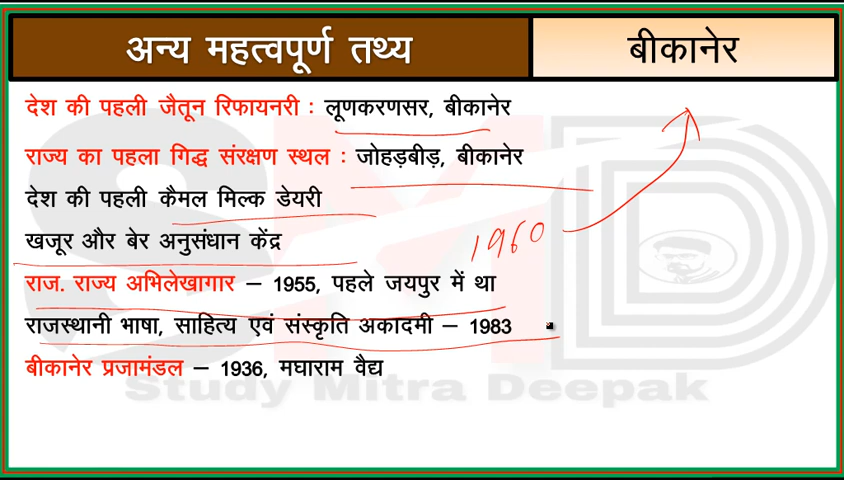 अन्य महत्वपूर्ण तथ्य
बीकानेर
देश की पहली जैतून रिफायनरी : लूणकरणसर, बीकानेर
राज्य का पहला गिद्ध संरक्षण स्थल : जोहड़बीड़, बीकानेर
देश की पहली कैमल मिल्क डेयरी
खजूर और बेर अनुसंधान केंद्र
1960
राज. राज्य अभिलेखागार – 1955, पहले जयपुर में था
राजस्थानी भाषा, साहित्य एवं संस्कृति अकादमी – 1983
बीकानेर प्रजामंडल – 1936, मघाराम वैद्य
SMD
Study Mitra Deepak